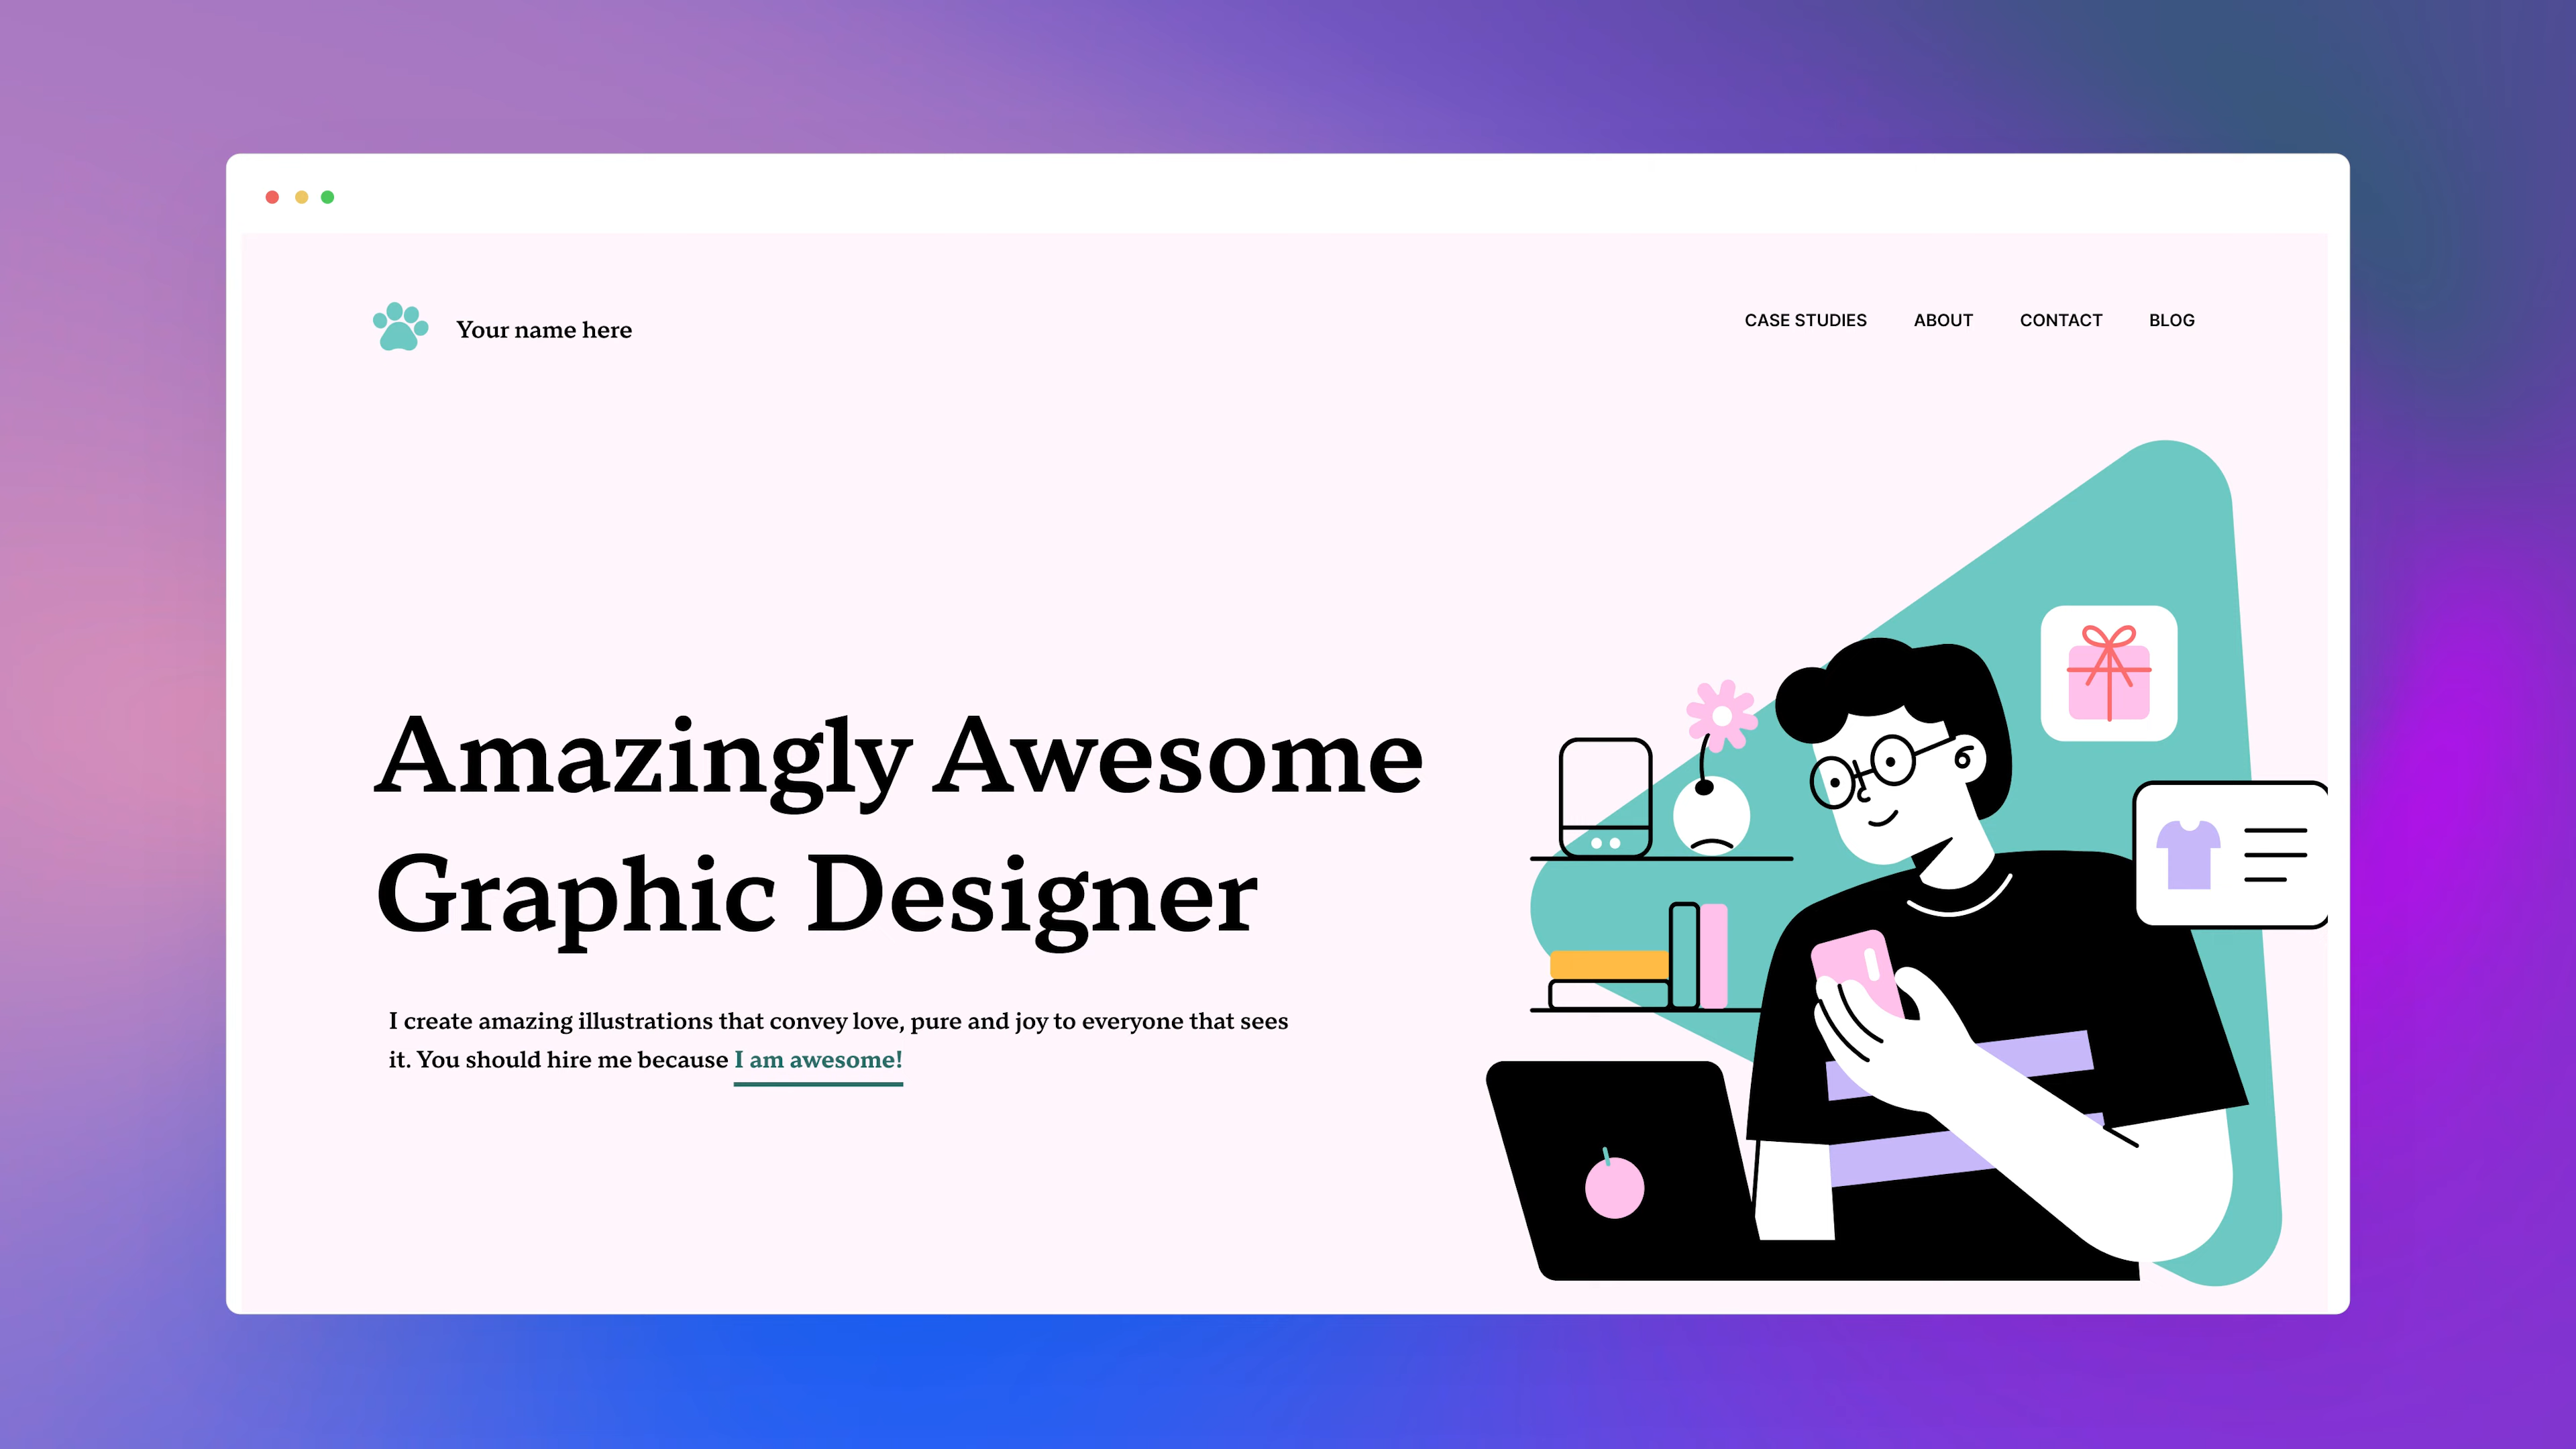 Your name here
CASE STUDIES ABOUT CONTACT BLOG
Amazingly Awesome
Graphic Designer
I create amazing illustrations that convey love, pure and joy to everyone that sees
it. You should hire me because I am awesome!